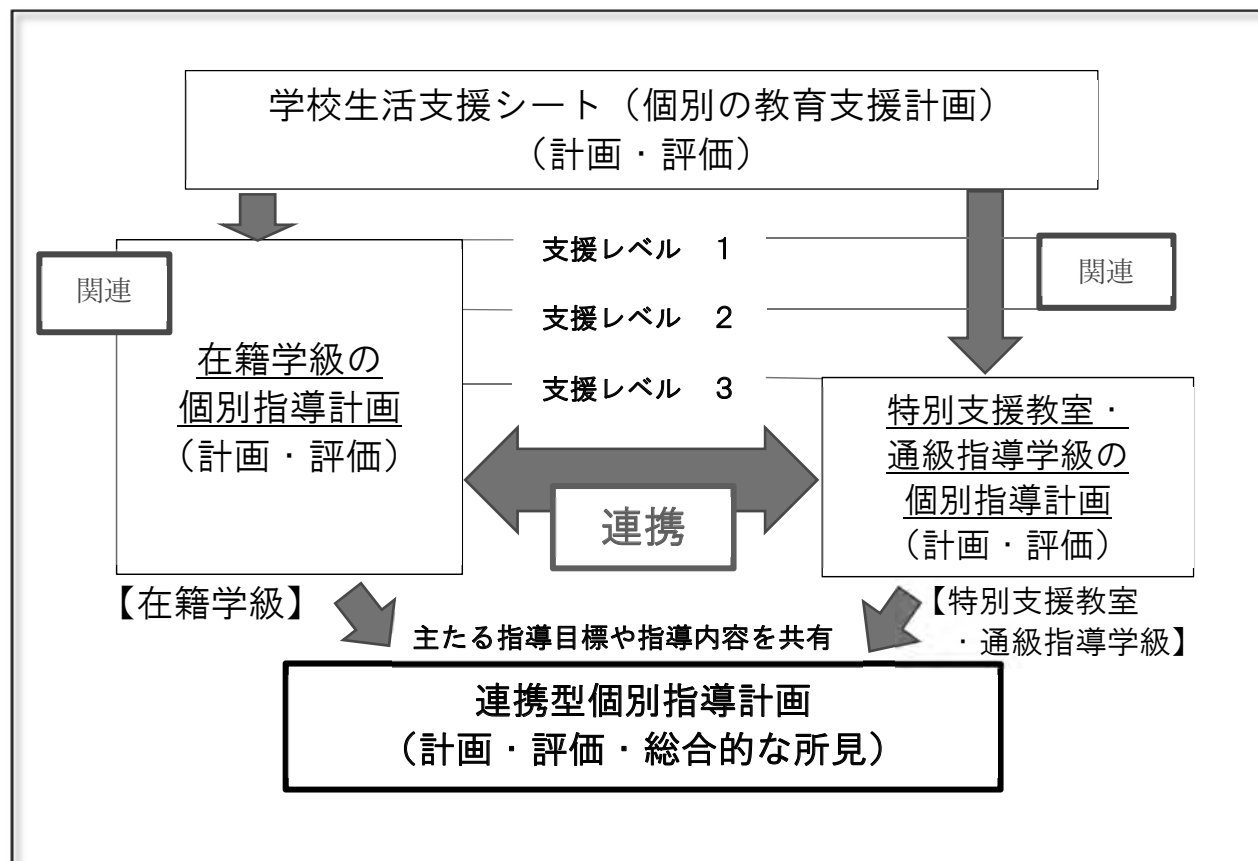 学校生活支援シート（個別の教育支援計画）
（計画・評価）
関連
支援レベル　１
関連
支援レベル　２
支援レベル　３
在籍学級の
個別指導計画
（計画・評価）
特別支援教室・
通級指導学級の
個別指導計画
（計画・評価）
連携
【在籍学級】
【特別支援教室
・通級指導学級】
主たる指導目標や指導内容を共有
連携型個別指導計画
（計画・評価・総合的な所見）